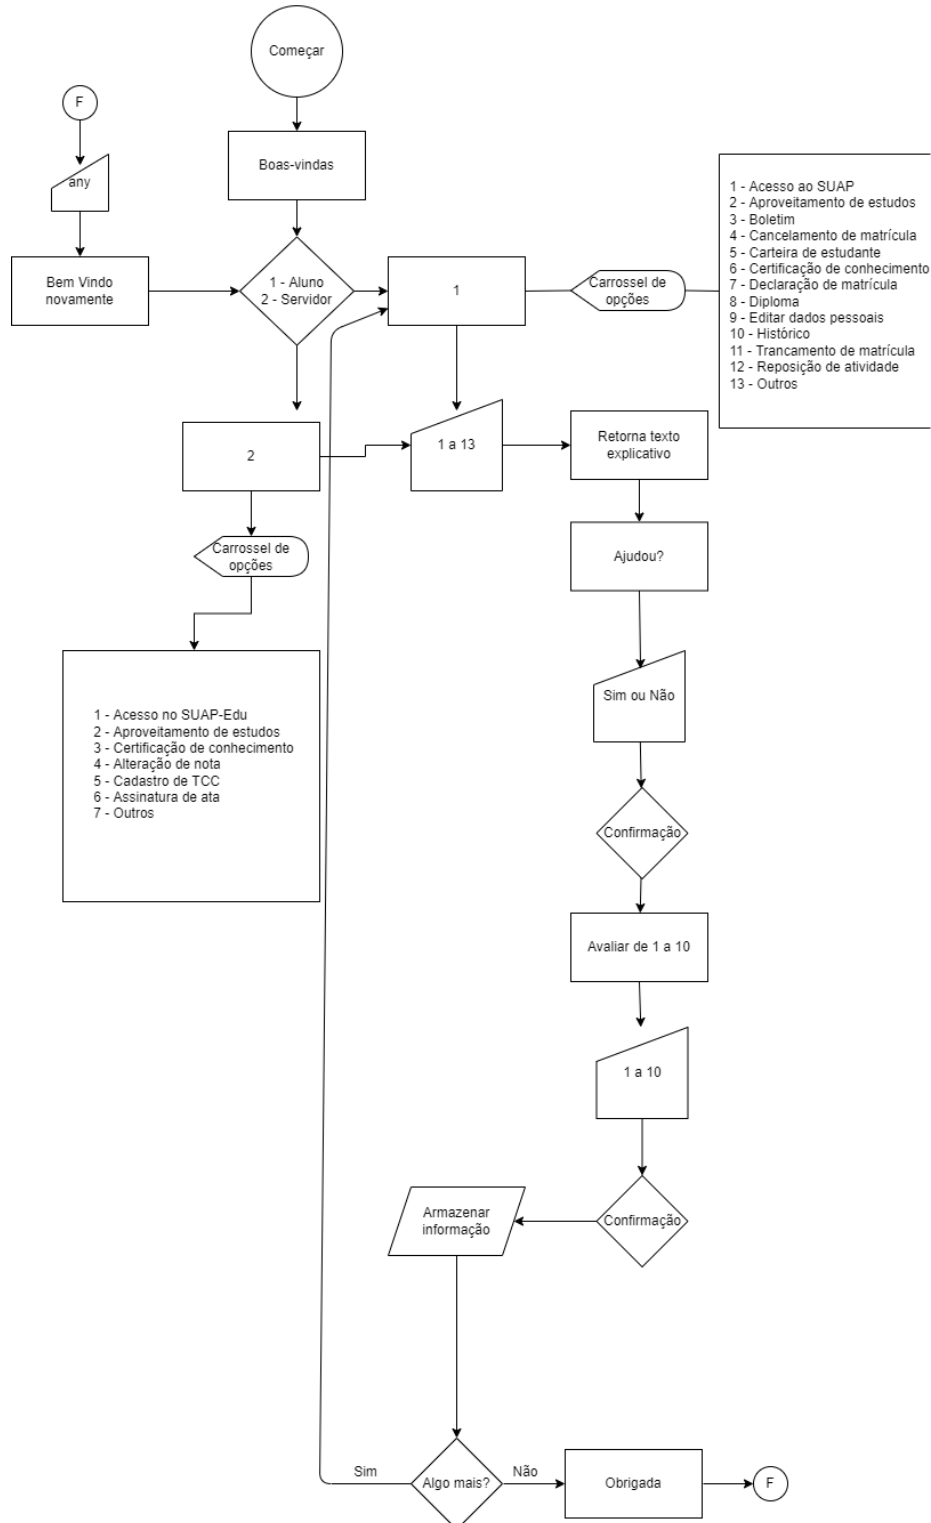 Começar
F
Boas-vindas
any
Bem Vindo
novamente
1 - Aluno
2 - Servidor
1
Carrossel de
opções
1 - Acesso ao SUAP
2 - Aproveitamento de estudos
3 - Boletim
4 - Cancelamento de matrícula
5 - Carteira de estudante
6 - Certificação de conhecimento
7 - Declaração de matrícula
8 - Diploma
9 - Editar dados pessoais
10 - Histórico
11 - Trancamento de matrícula
12 - Reposição de atividade
13 - Outros
2
1 a 13
Retorna texto
explicativo
Carrossel de
opções
Ajudou?
1 - Acesso no SUAP-Edu
2 - Aproveitamento de estudos
3 - Certificação de conhecimento
4 - Alteração de nota
5 - Cadastro de TCC
6 - Assinatura de ata
7 - Outros
Sim ou Não
Confirmação
Avaliar de 1 a 10
1 a 10
Confirmação
Armazenar
informação
Algo mais?
Sim
Não
Obrigada
F